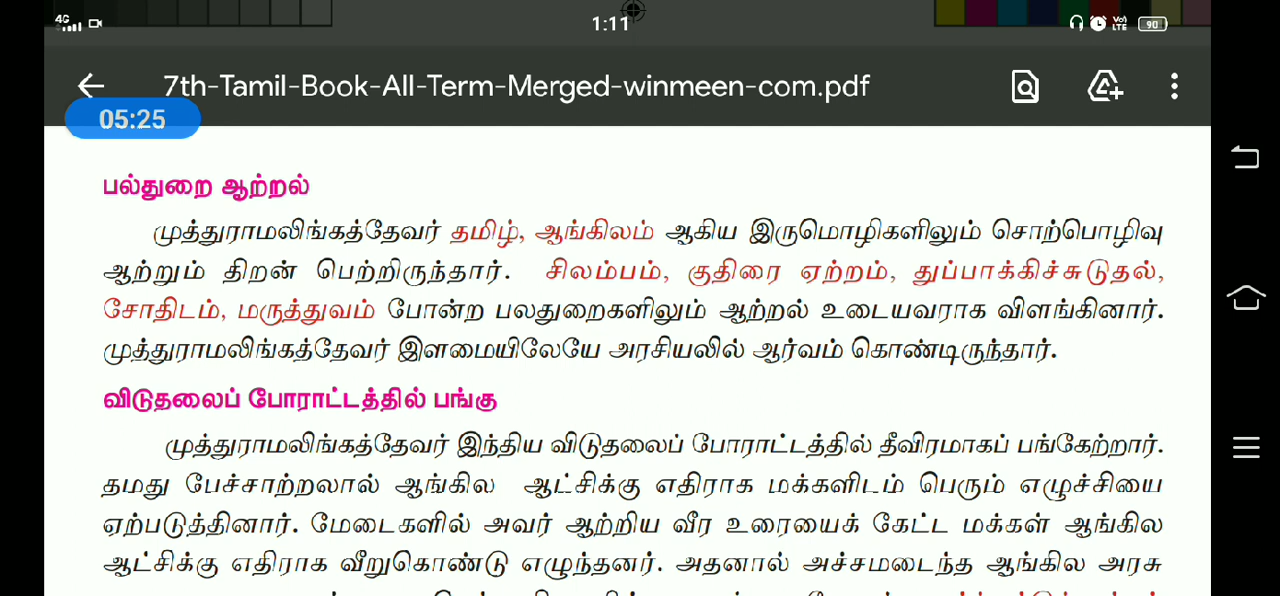 4G 1:11 Vo) LTE 90
7th-Tamil-Book-All-Term-Merged-winmeen-com.pdf
05:25
பல்துறை ஆற்றல்
முத்துராமலிங்கத்தேவர் தமிழ், ஆங்கிலம் ஆகிய இருமொழிகளிலும் சொற்பொழிவு
ஆற்றும் திறன் பெற்றிருந்தார். சிலம்பம், குதிரை ஏற்றம், துப்பாக்கிச்சுடுதல்,
சோதிடம், மருத்துவம் போன்ற பலதுறைகளிலும் ஆற்றல் உடையவராக விளங்கினார்.
முத்துராமலிங்கத்தேவர் இளமையிலேயே அரசியலில் ஆர்வம் கொண்டிருந்தார்.
விடுதலைப் போராட்டத்தில் பங்கு
முத்துராமலிங்கத்தேவர் இந்திய விடுதலைப் போராட்டத்தில் தீவிரமாகப் பங்கேற்றார்.
தமது பேச்சாற்றலால் ஆங்கில ஆட்சிக்கு எதிராக மக்களிடம் பெரும் எழுச்சியை
ஏற்படுத்தினார். மேடைகளில் அவர் ஆற்றிய வீர உரையைக் கேட்ட மக்கள் ஆங்கில
ஆட்சிக்கு எதிராக வீறுகொண்டு எழுந்தனர். அதனால் அச்சமடைந்த ஆங்கில அரசு